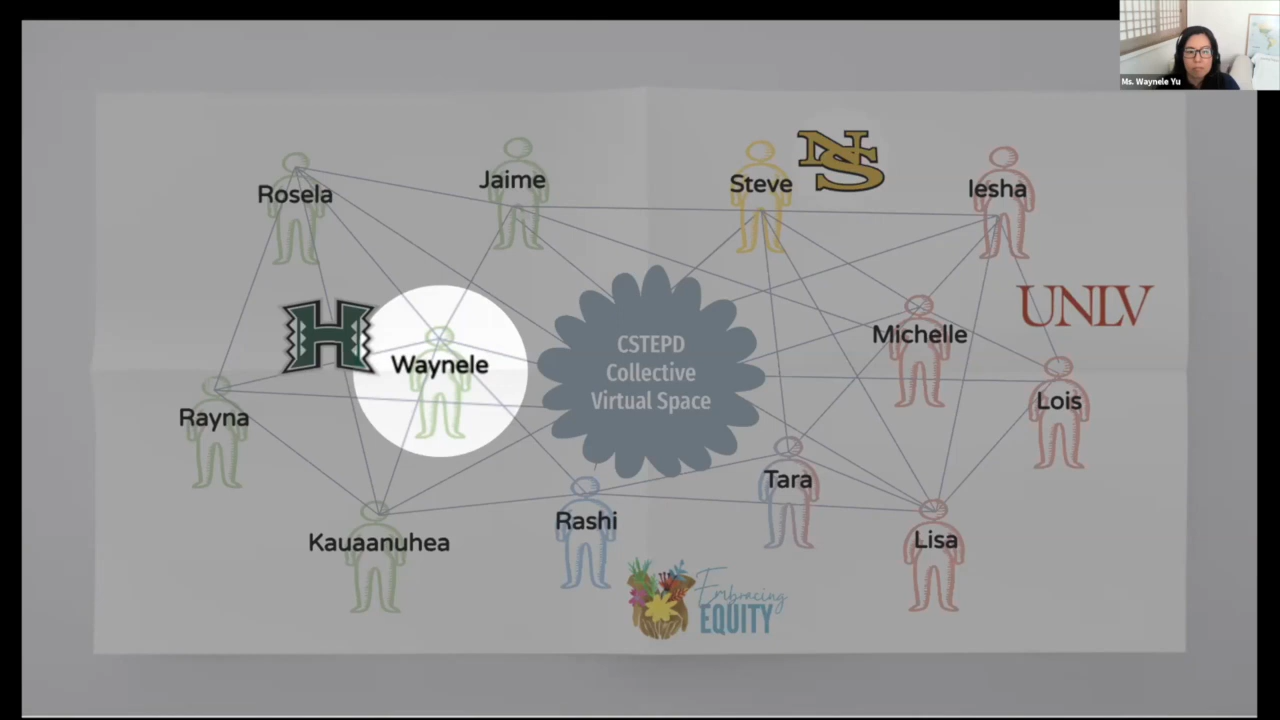 Ms. Waynele Yu
NS
Rosela
Jaime
Steve
Iesha
UNLV
H
Waynele
CSTEPD
Collective
Virtual Space
Michelle
Rayna
Lois
Tara
Kauaanuhea
Rashi
Lisa
Embracing
EQUITY